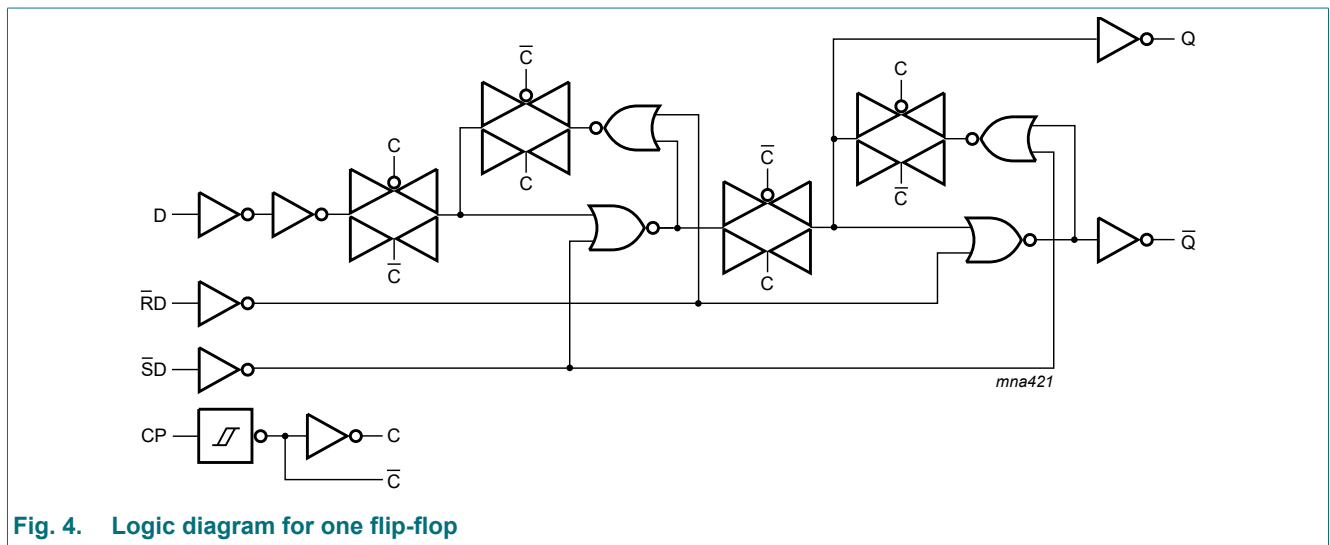 Q
C̅
C
C
C̅
C
C̅
D
C̅
C̅
C
Q̅
R̅D
S̅D
mna421
CP
C
C̅
Fig. 4. Logic diagram for one flip-flop